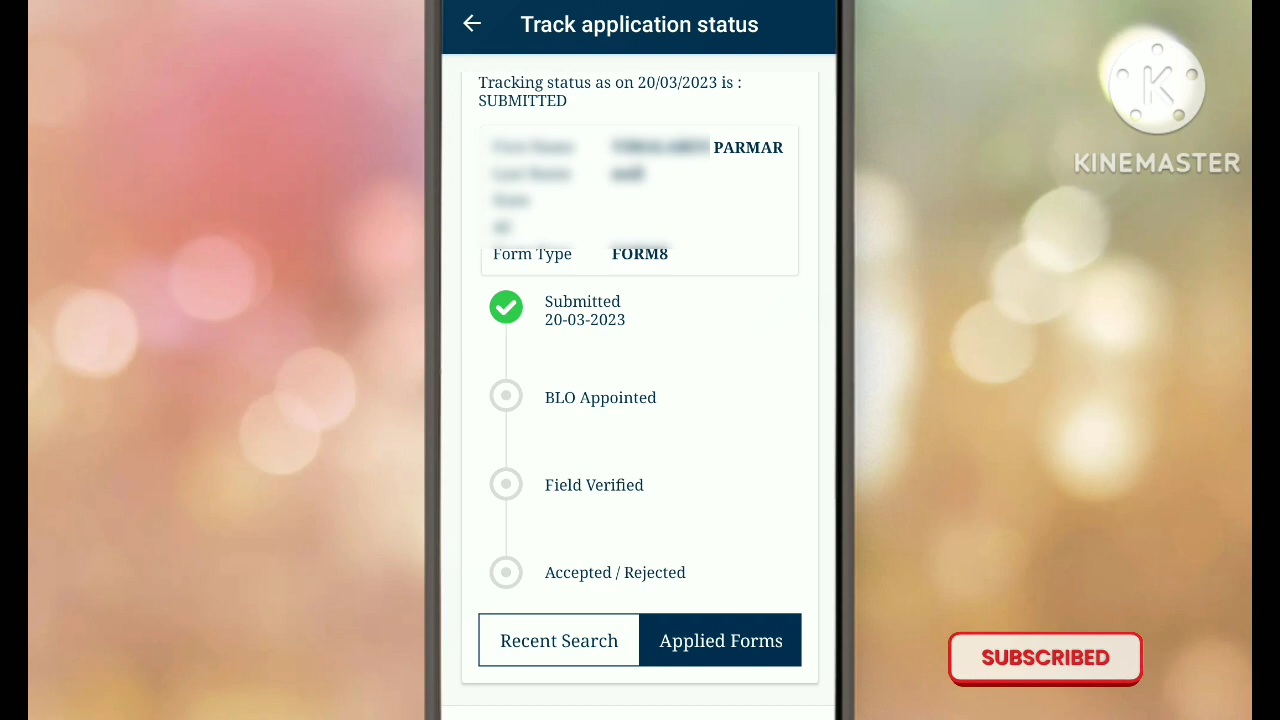 Track application status
Tracking status as on 20/03/2023 is :
SUBMITTED
PARMAR
Form Type FORM8
Submitted
20-03-2023
BLO Appointed
Field Verified
Accepted / Rejected
Recent Search Applied Forms
K
KINEMASTER
SUBSCRIBED